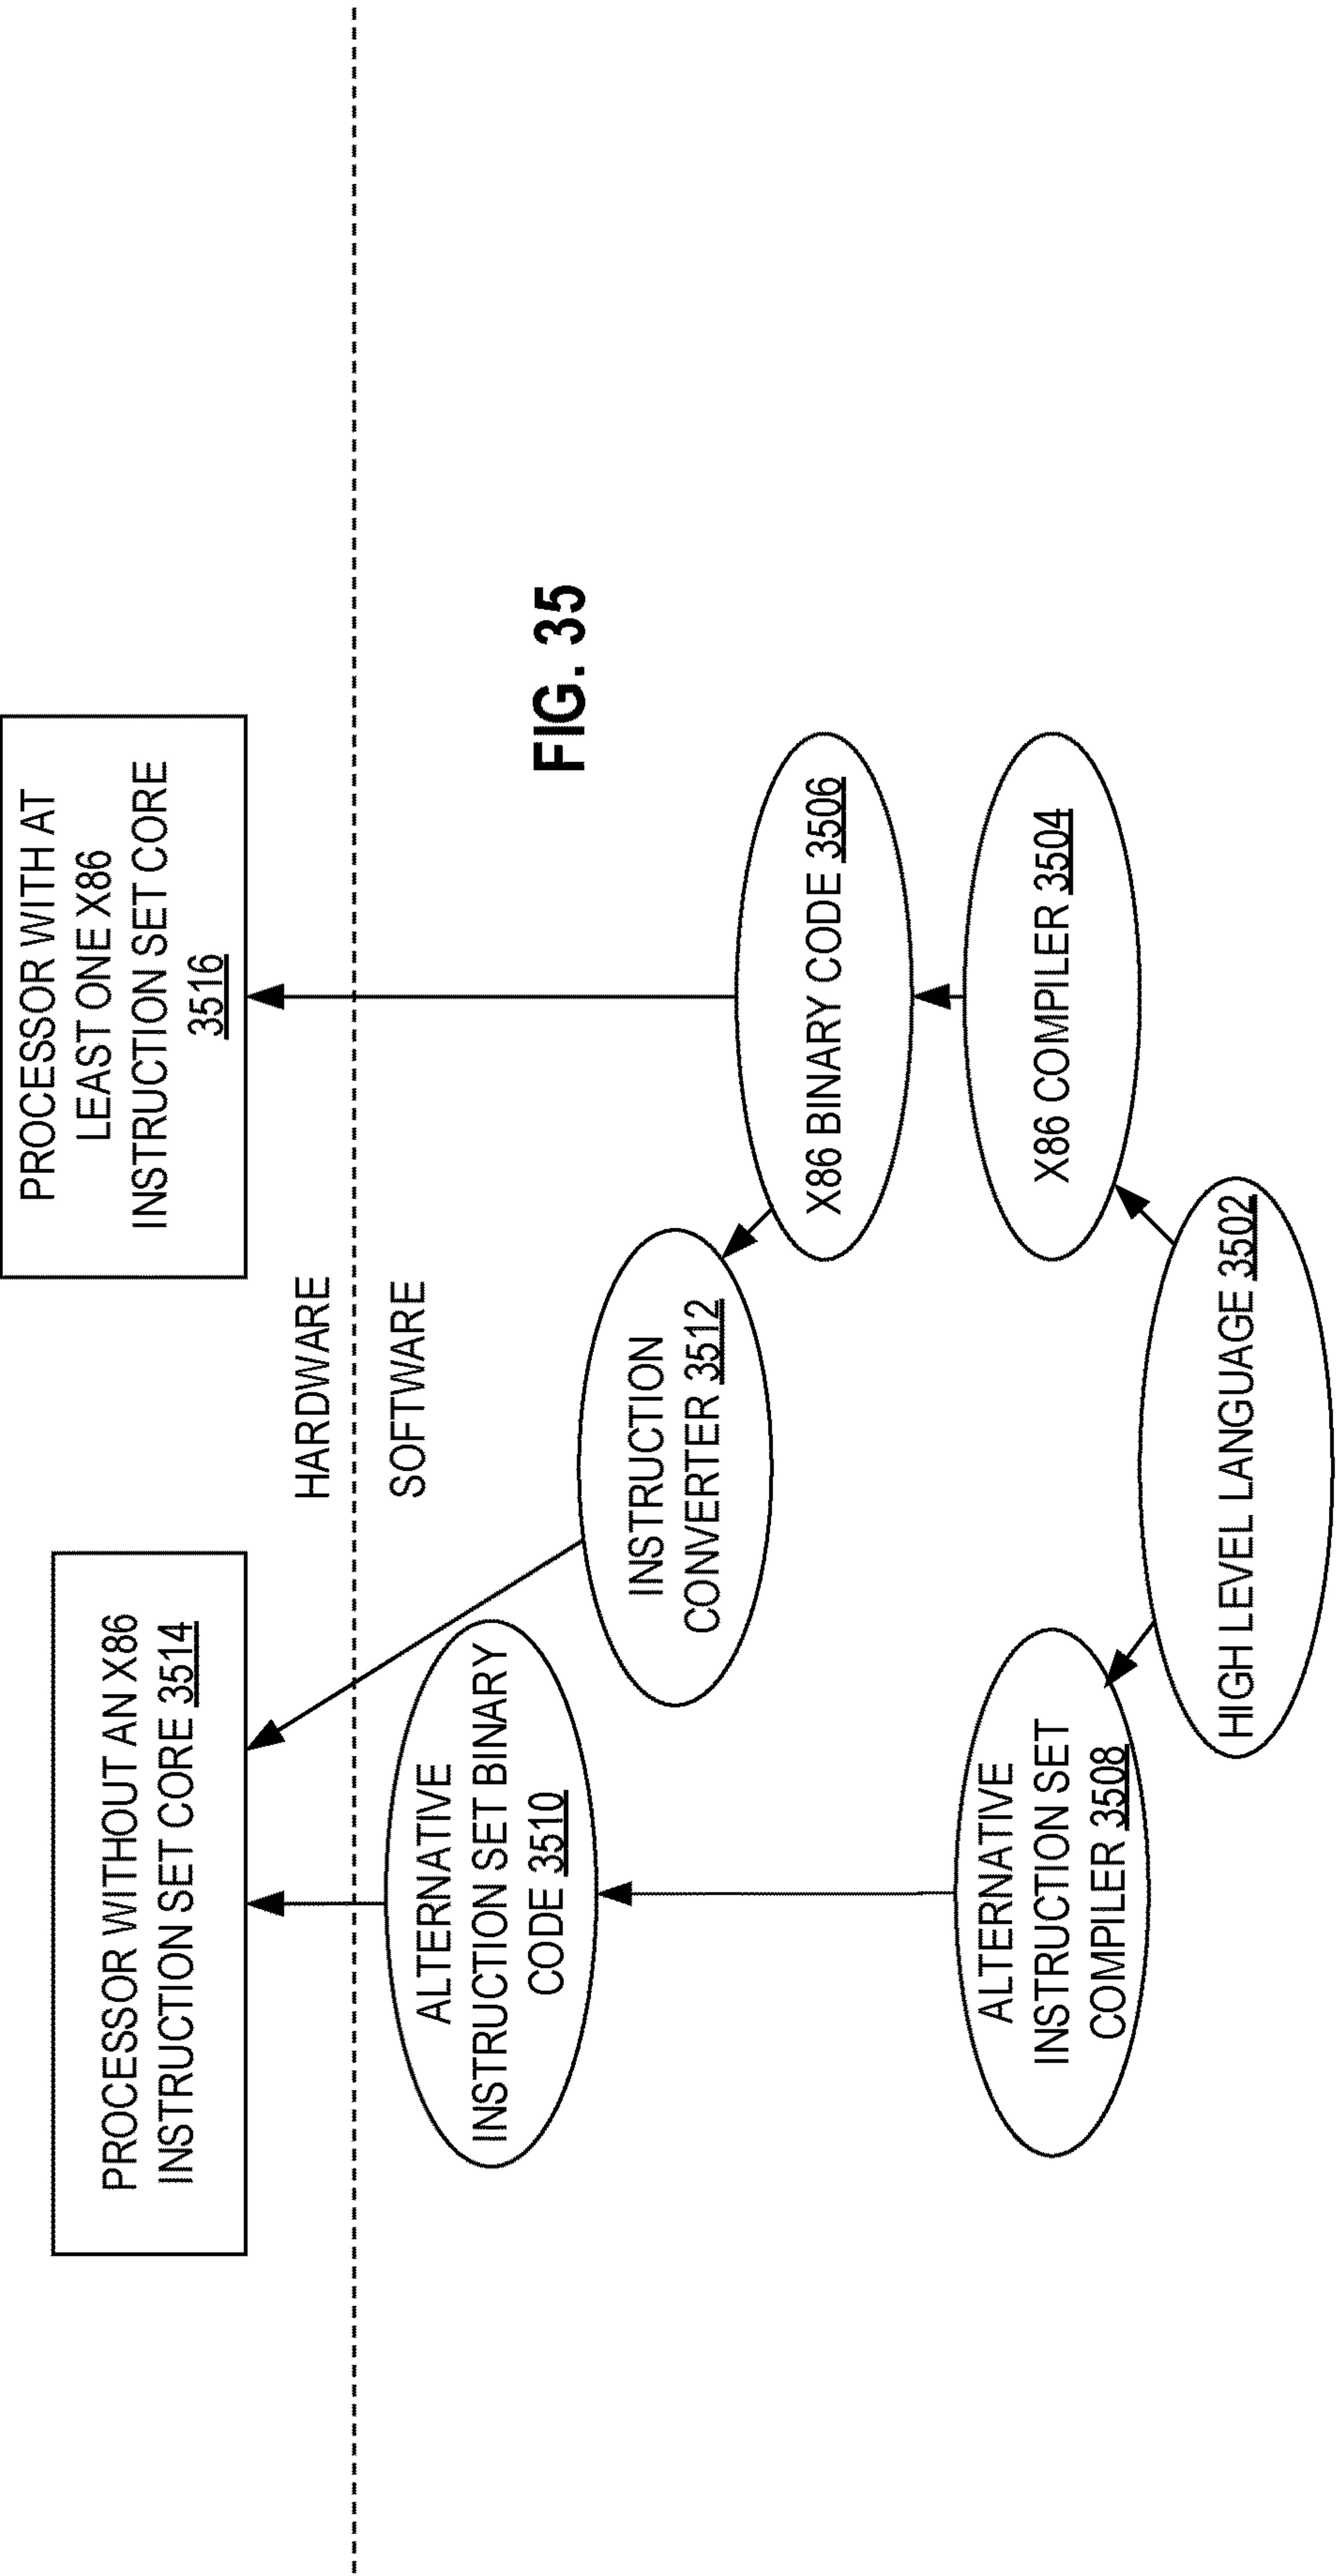 PROCESSOR WITHOUT AN X86
INSTRUCTION SET CORE 3514
PROCESSOR WITH AT
LEAST ONE X86
INSTRUCTION SET CORE
3516
HARDWARE
SOFTWARE
ALTERNATIVE
INSTRUCTION SET BINARY
CODE 3510
INSTRUCTION
CONVERTER 3512
X86 BINARY CODE 3506
ALTERNATIVE
INSTRUCTION SET
COMPILER 3508
X86 COMPILER 3504
HIGH LEVEL LANGUAGE 3502
FIG. 35